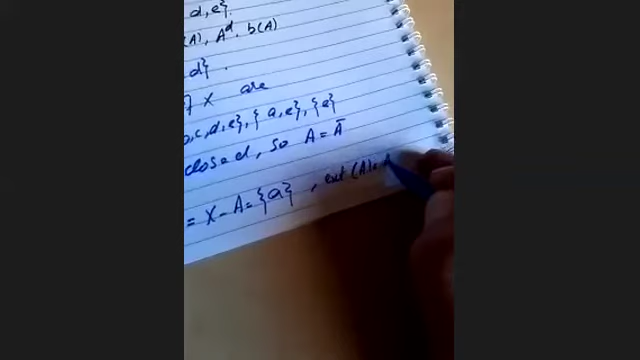 d,e}
(A), A^d. b(A)
d}.
X are
,c,d,e}, {a,e}, {e}
closed, so A = Ā
= X - A = {a}, ext (A) = A